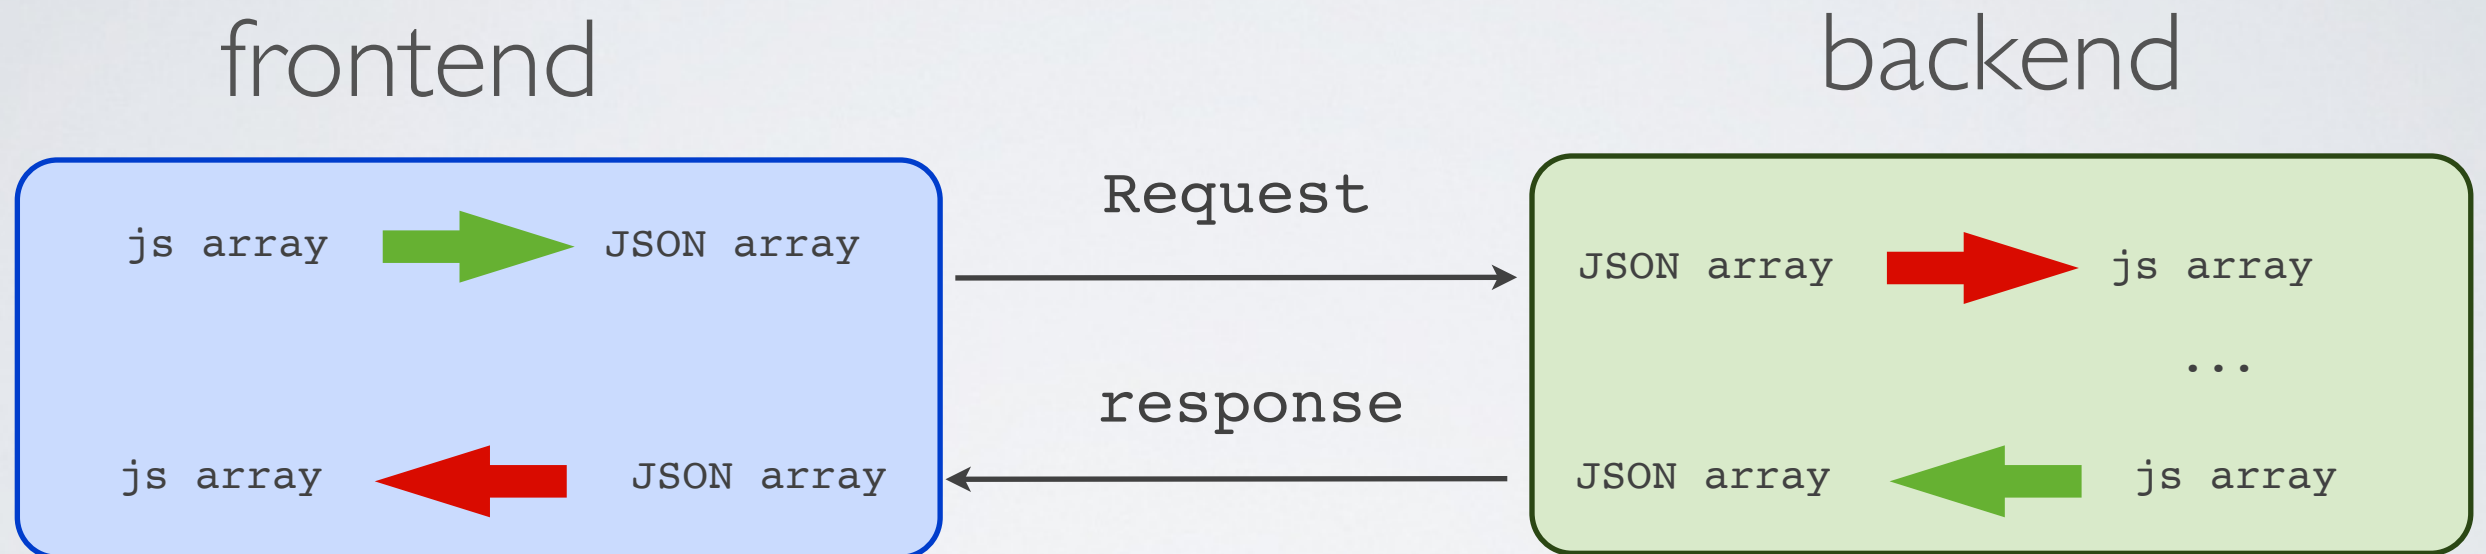 frontend
backend
js array
JSON array
Request
JSON array
js array
...
response
js array
JSON array
JSON array
js array